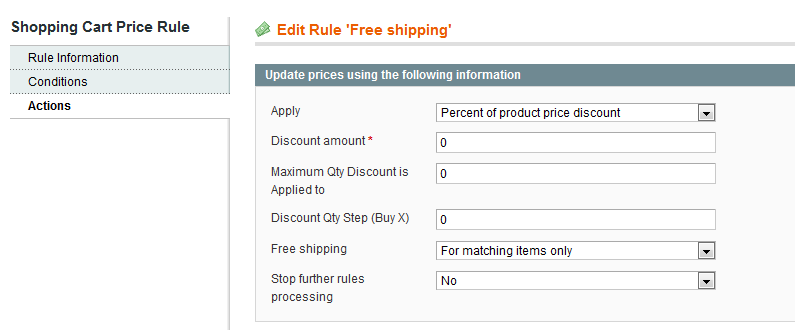 Shopping Cart Price Rule
Rule Information
Conditions
Actions
Edit Rule 'Free shipping'
Update prices using the following information
Apply
Percent of product price discount
Discount amount *
0
Maximum Qty Discount is
Applied to
0
Discount Qty Step (Buy X)
0
Free shipping
For matching items only
Stop further rules
processing
No